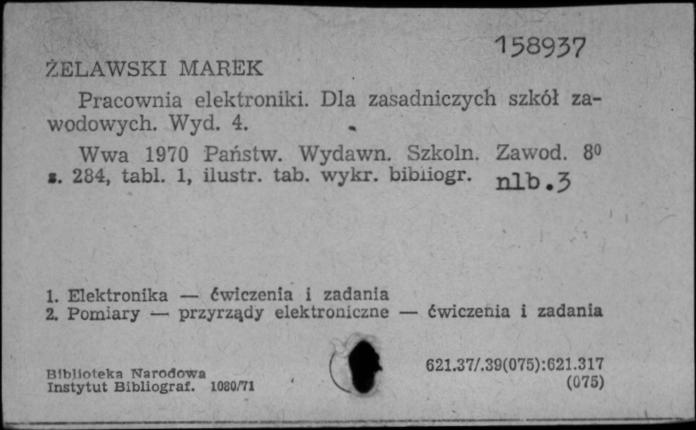 158937
ŻELAWSKI MAREK
Pracownia elektroniki. Dla zasadniczych szkół za-
wodowych. Wyd. 4.
Wwa 1970 Państw. Wydawn. Szkoln. Zawod. 8⁰
s. 284, tabl. 1, ilustr. tab. wykr. bibliogr. nlb. 3
1. Elektronika — ćwiczenia i zadania
2. Pomiary — przyrządy elektroniczne — ćwiczenia i zadania
Biblioteka Narodowa
Instytut Bibliograf. 1080/71
621.37/.39(075):621.317
(075)